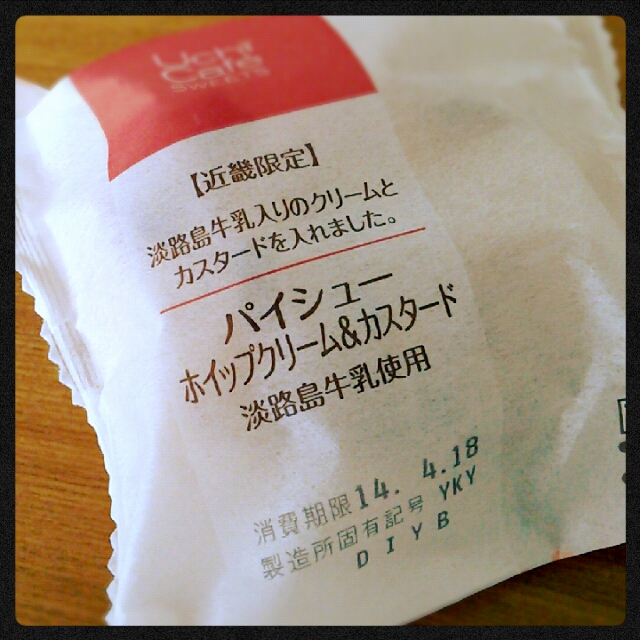 Uchi
Café
SWEETS
【近畿限定】
淡路島牛乳入りのクリームと
カスタードを入れました。
パイシュー
ホイップクリーム&カスタード
淡路島牛乳使用
消費期限14. 4.18
製造所固有記号 YKY
DIYB